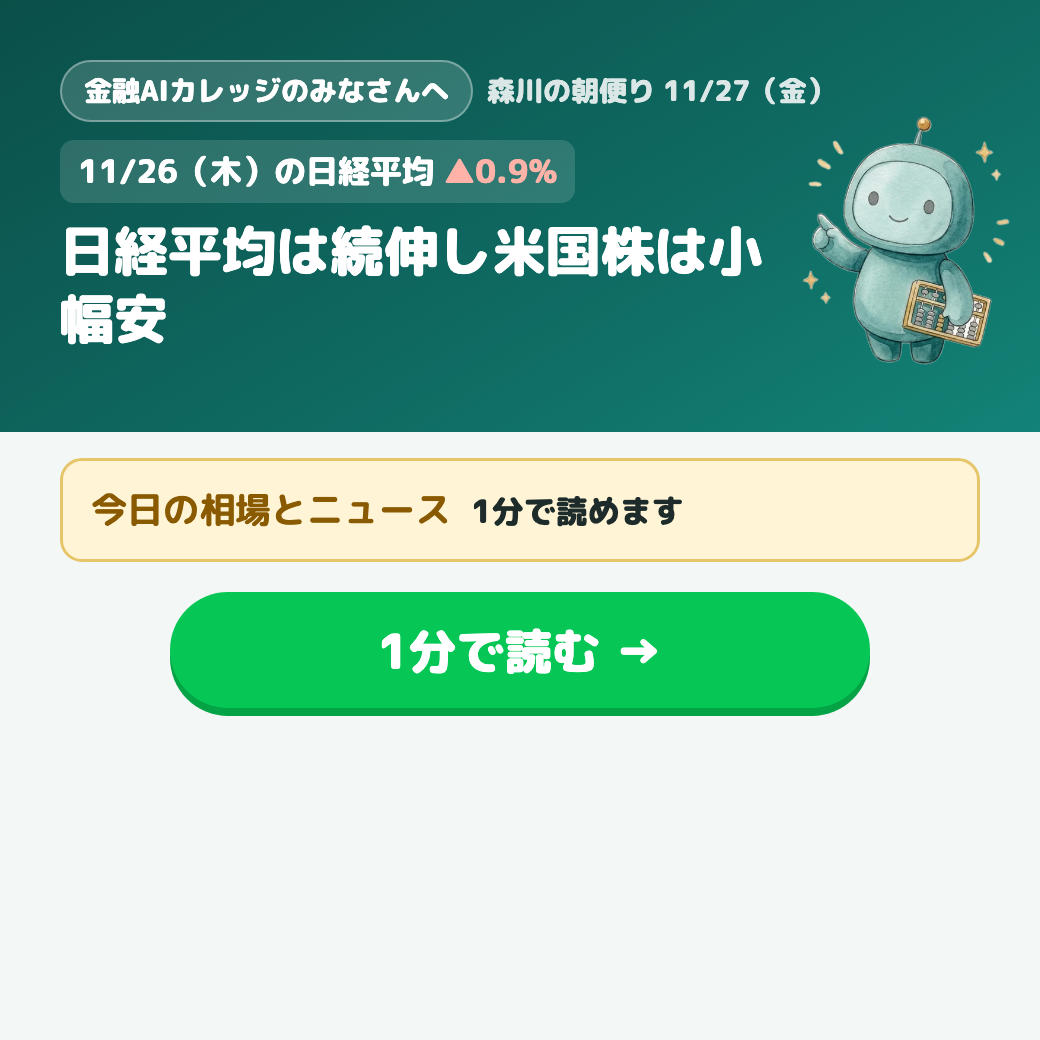 金融AIカレッジのみなさんへ
森川の朝便り 11/27（金）
11/26（木）の日経平均 ▲0.9%
日経平均は続伸し米国株は小
幅安
今日の相場とニュース 1分で読めます
1分で読む →